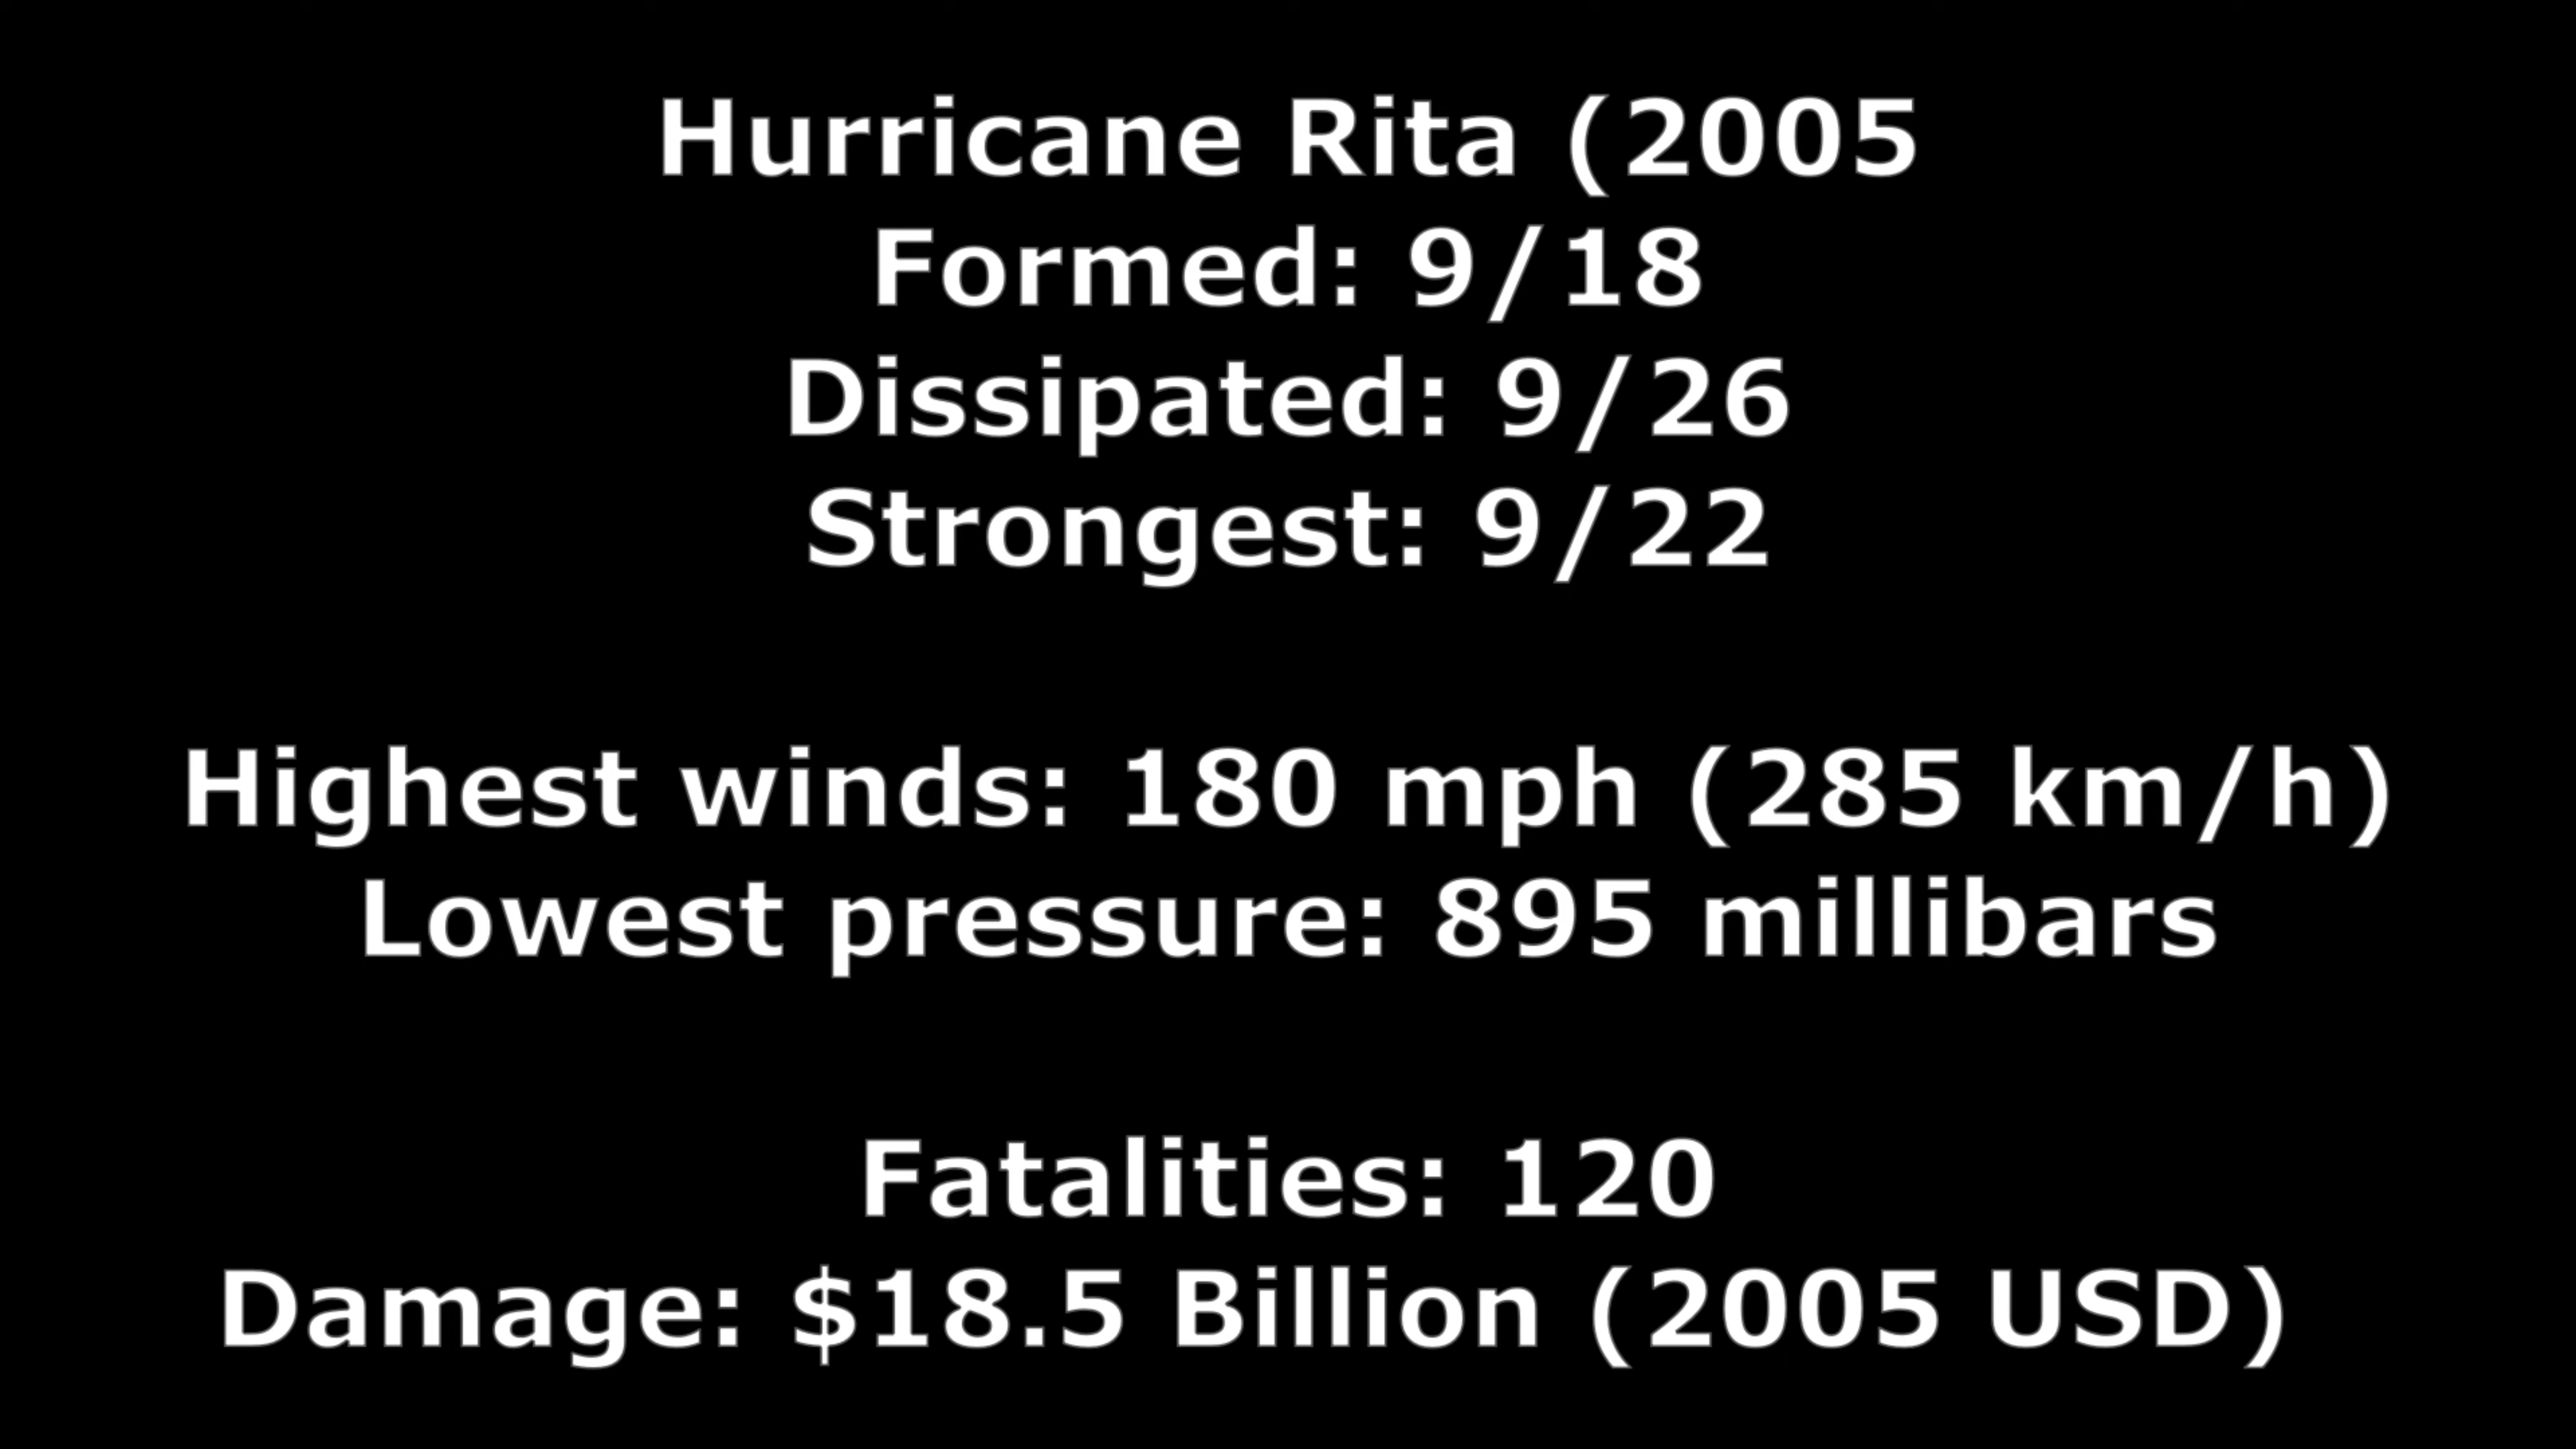 Hurricane Rita (2005
Formed: 9/18
Dissipated: 9/26
Strongest: 9/22
Highest winds: 180 mph (285 km/h)
Lowest pressure: 895 millibars
Fatalities: 120
Damage: $18.5 Billion (2005 USD)